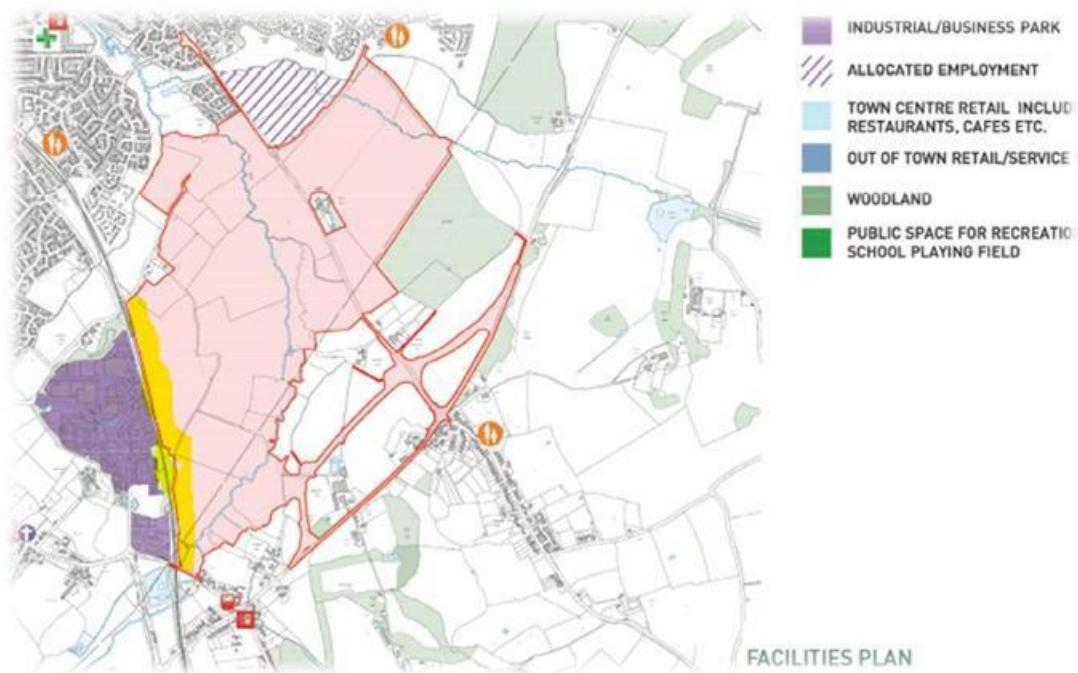 INDUSTRIAL/BUSINESS PARK
ALLOCATED EMPLOYMENT
TOWN CENTRE RETAIL INCLUD
RESTAURANTS, CAFES ETC.
OUT OF TOWN RETAIL/SERVICE
WOODLAND
PUBLIC SPACE FOR RECREATIO
SCHOOL PLAYING FIELD
FACILITIES PLAN